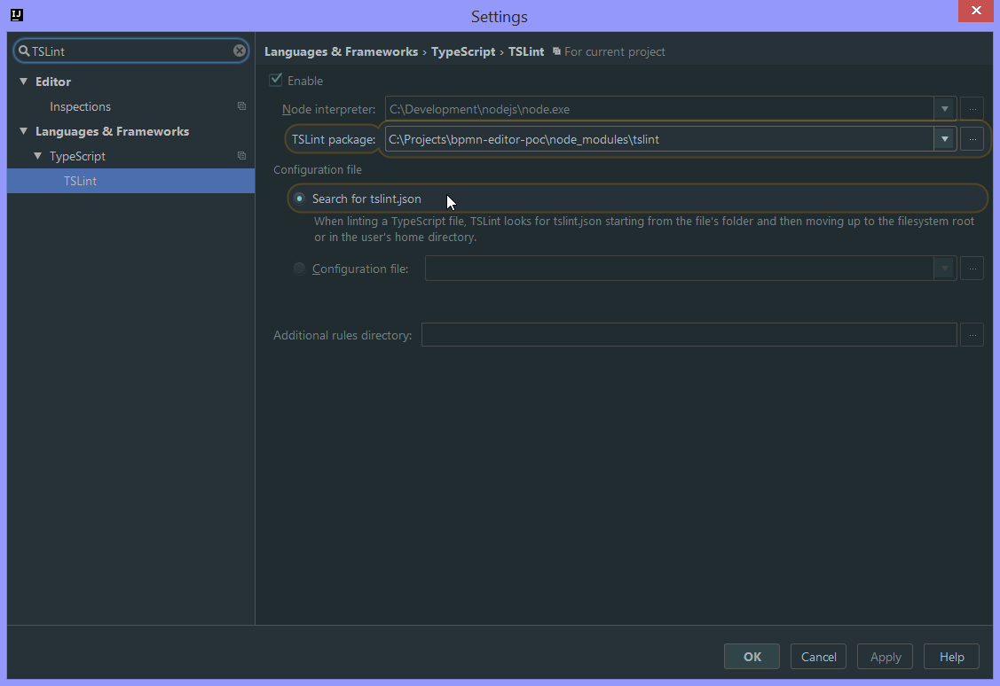 IJ
Settings
TSLint
Editor
Inspections
Languages & Frameworks
TypeScript
TSLint
Languages & Frameworks › TypeScript › TSLint For current project
Enable
Node interpreter: C:\Development\nodejs\node.exe ...
TSLint package: C:\Projects\bpmn-editor-poc\node_modules\tslint ...
Configuration file
Search for tslint.json
When linting a TypeScript file, TSLint looks for tslint.json starting from the file's folder and then moving up to the filesystem root
or in the user's home directory.
Configuration file: ...
Additional rules directory: ...
OK Cancel Apply Help